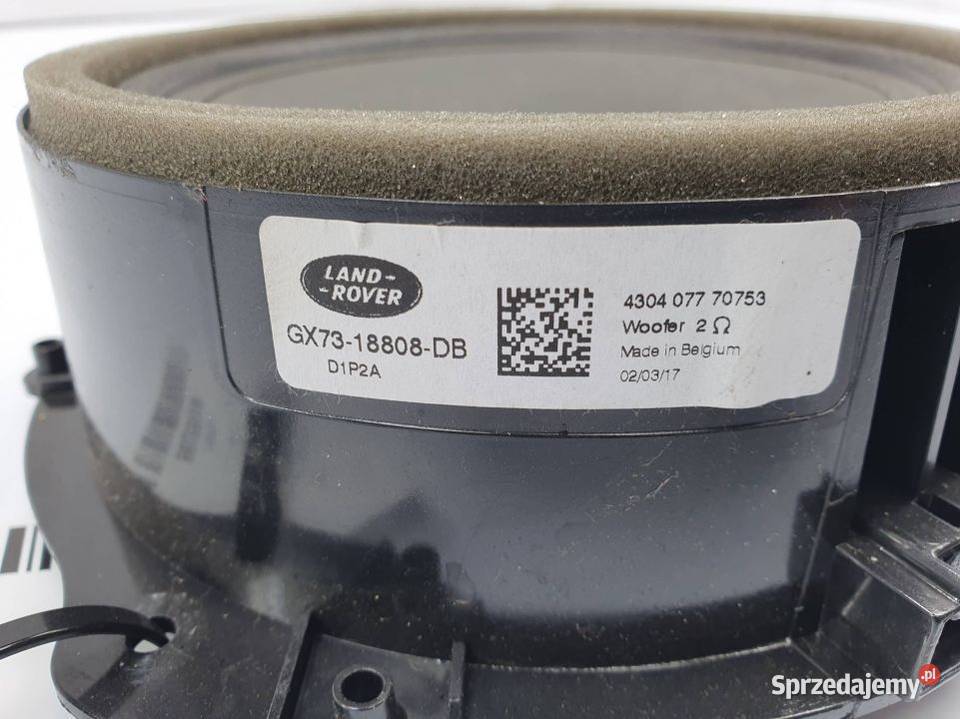 LAND-
-ROVER
GX73-18808-DB
D1P2A
4304 077 70753
Woofer 2 Ω
Made in Belgium
02/03/17
Sprzedajemy.pl